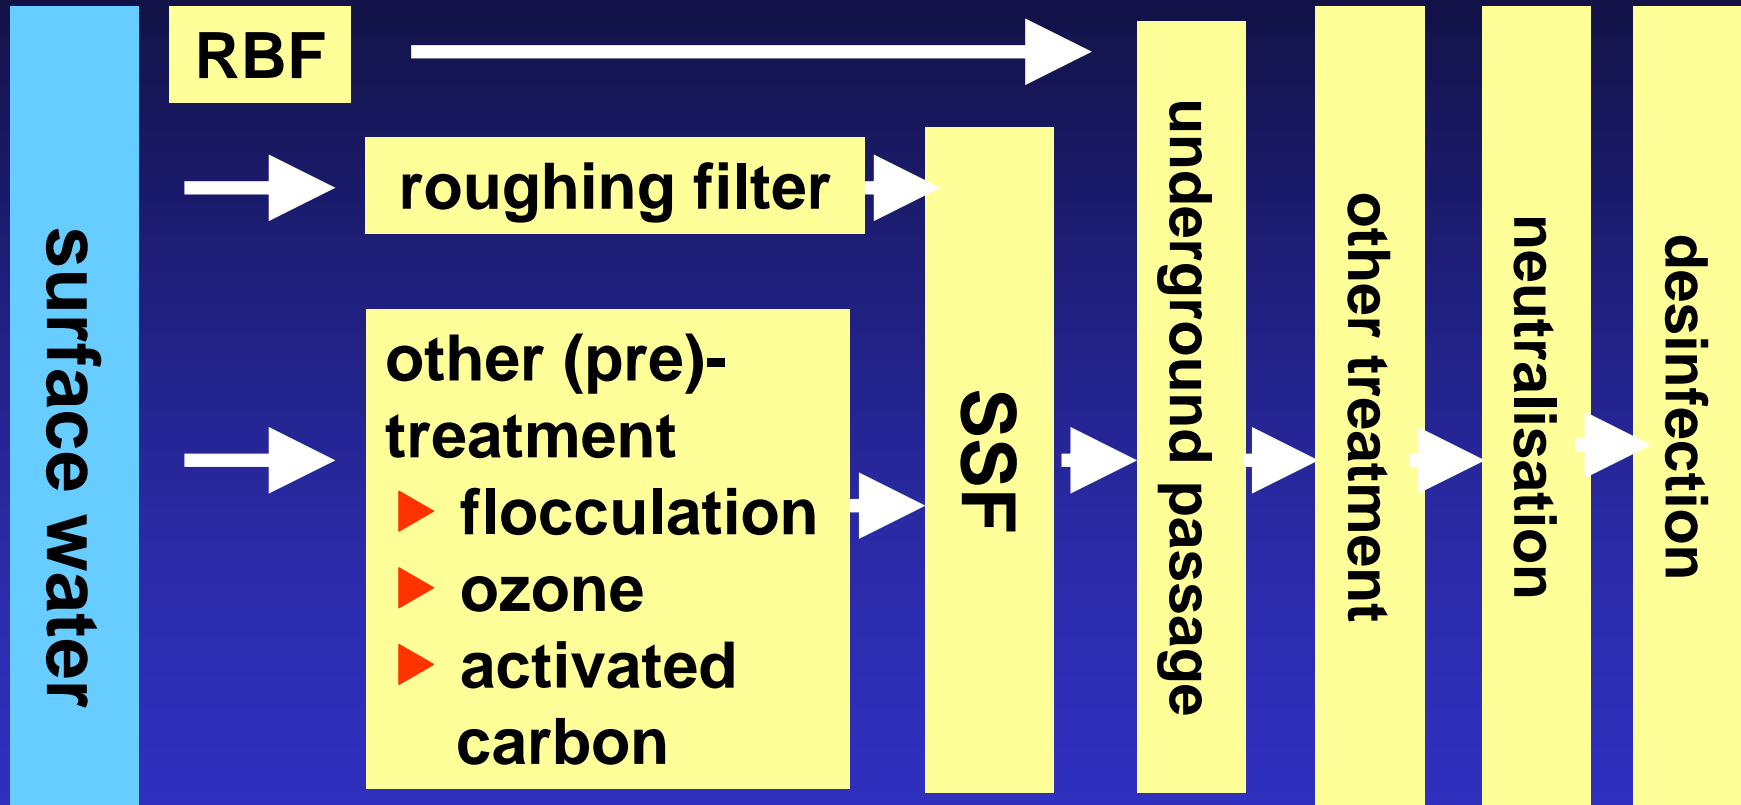 surface water
RBF
roughing filter
other (pre)-
treatment
flocculation
ozone
activated
carbon
SSF
underground passage
other treatment
neutralisation
desinfection